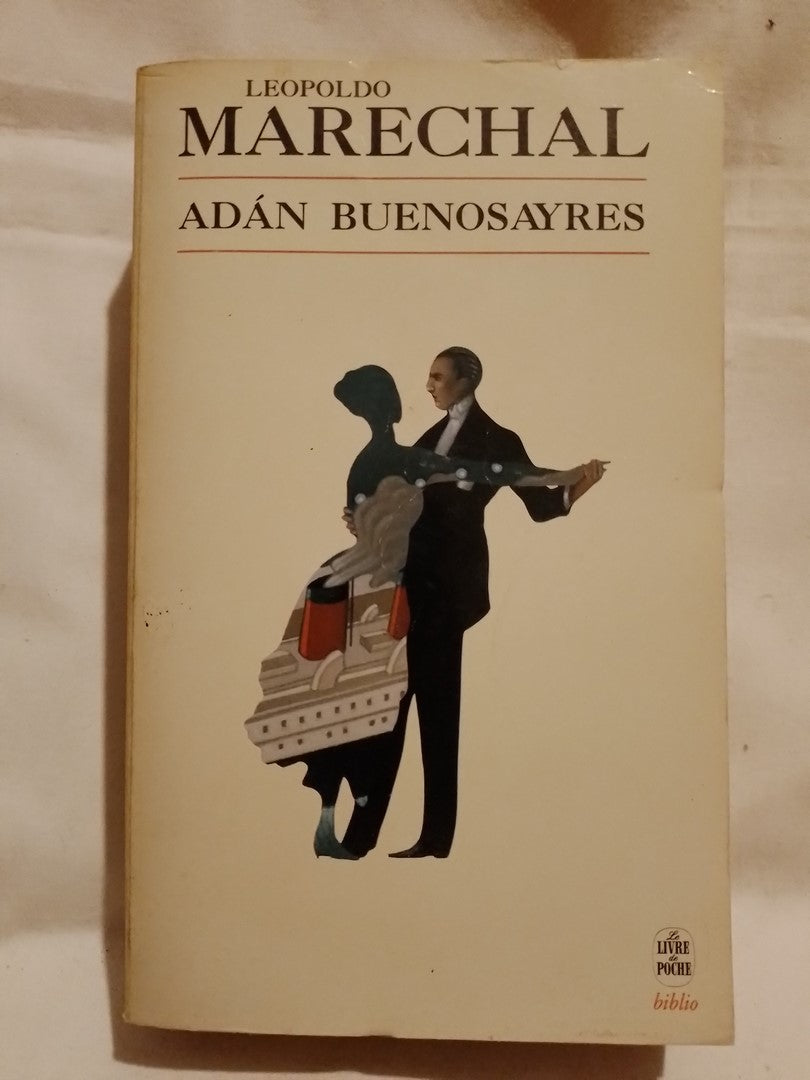 LEOPOLDO
MARECHAL
ADÁN BUENOSAYRES
Le
LIVRE
de
POCHE
biblio